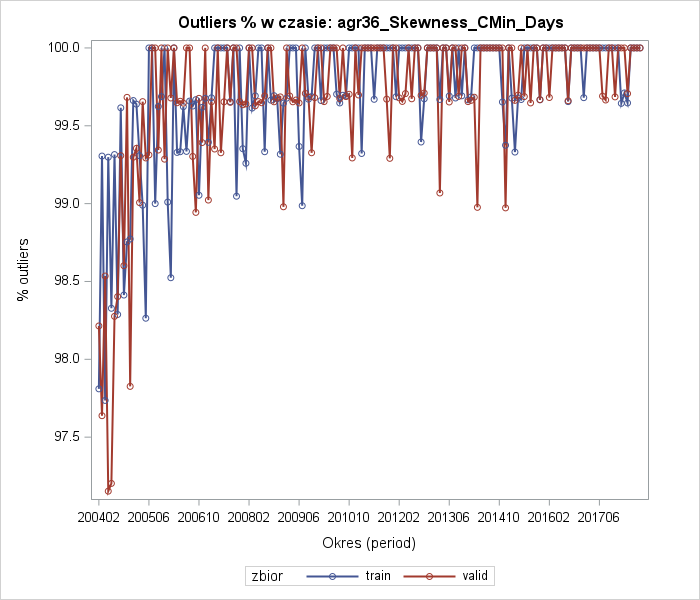 Outliers % w czasie: agr36_Skewness_CMin_Days
100.0
99.5
99.0
98.5
98.0
97.5
% outliers
200402 200506 200610 200802 200906 201010 201202 201306 201410 201602 201706
Okres (period)
zbior train valid